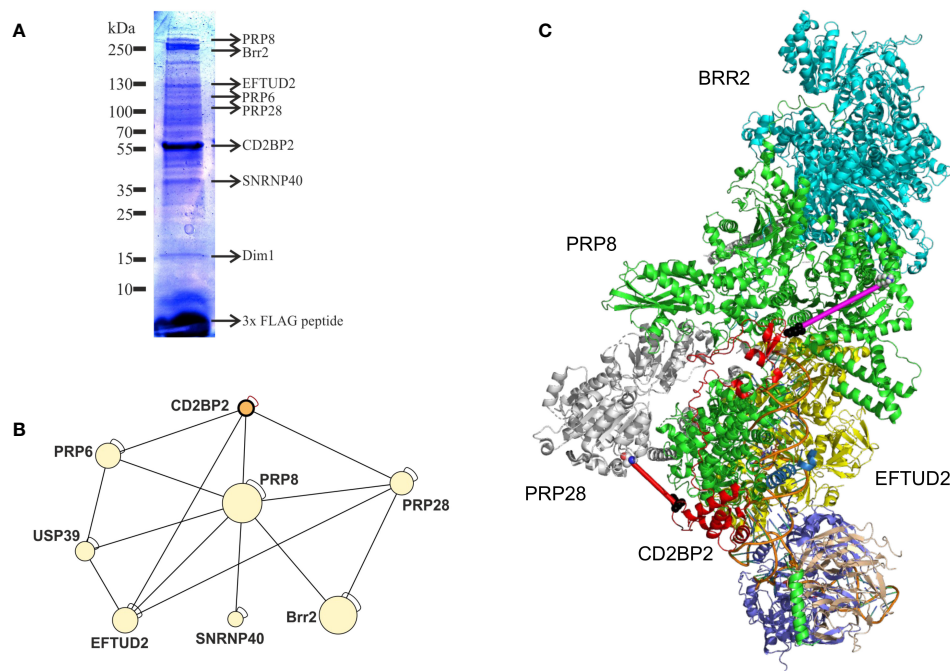 A
kDa
250
130
100
70
55
35
25
15
10
PRP8
Brr2
EFTUD2
PRP6
PRP28
CD2BP2
SNRNP40
Dim1
3x FLAG peptide
B
CD2BP2
PRP6
PRP8
PRP28
USP39
EFTUD2
SNRNP40
Brr2
C
BRR2
PRP8
PRP28
EFTUD2
CD2BP2